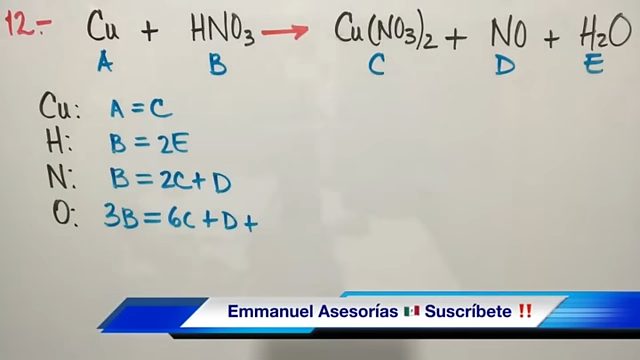 12.- Cu + HNO₃ → Cu(NO₃)₂ + NO + H₂O
A B C D E
Cu: A = C
H: B = 2E
N: B = 2C + D
O: 3B = 6C + D +
Emmanuel Asesorías 🇲🇽 Suscríbete ‼️